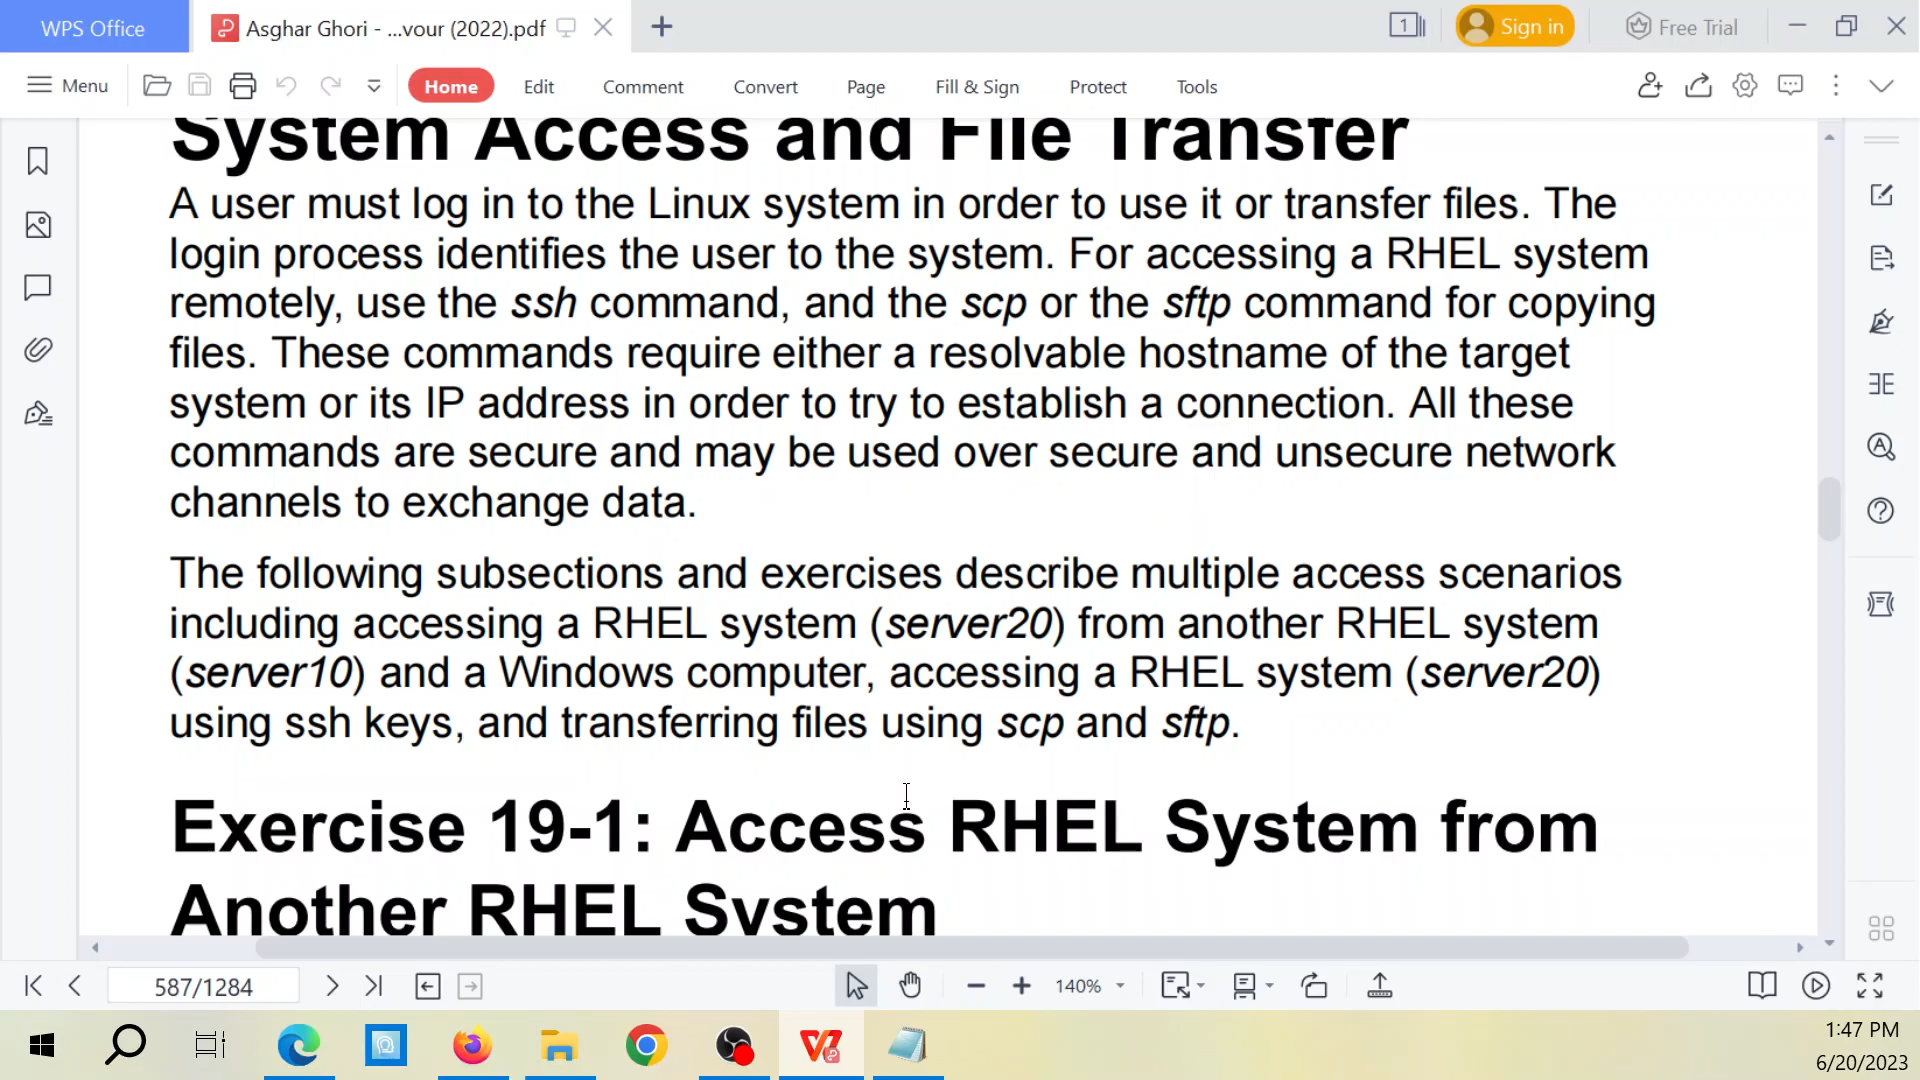 WPS Office
Asghar Ghori - ...vour (2022).pdf
1
Sign in
Free Trial
Menu
Home
Edit
Comment
Convert
Page
Fill & Sign
Protect
Tools
System Access and File Transfer
A user must log in to the Linux system in order to use it or transfer files. The
login process identifies the user to the system. For accessing a RHEL system
remotely, use the ssh command, and the scp or the sftp command for copying
files. These commands require either a resolvable hostname of the target
system or its IP address in order to try to establish a connection. All these
commands are secure and may be used over secure and unsecure network
channels to exchange data.
The following subsections and exercises describe multiple access scenarios
including accessing a RHEL system (server20) from another RHEL system
(server10) and a Windows computer, accessing a RHEL system (server20)
using ssh keys, and transferring files using scp and sftp.
Exercise 19-1: Access RHEL System from
Another RHEL System
587/1284
140%
1:47 PM
6/20/2023